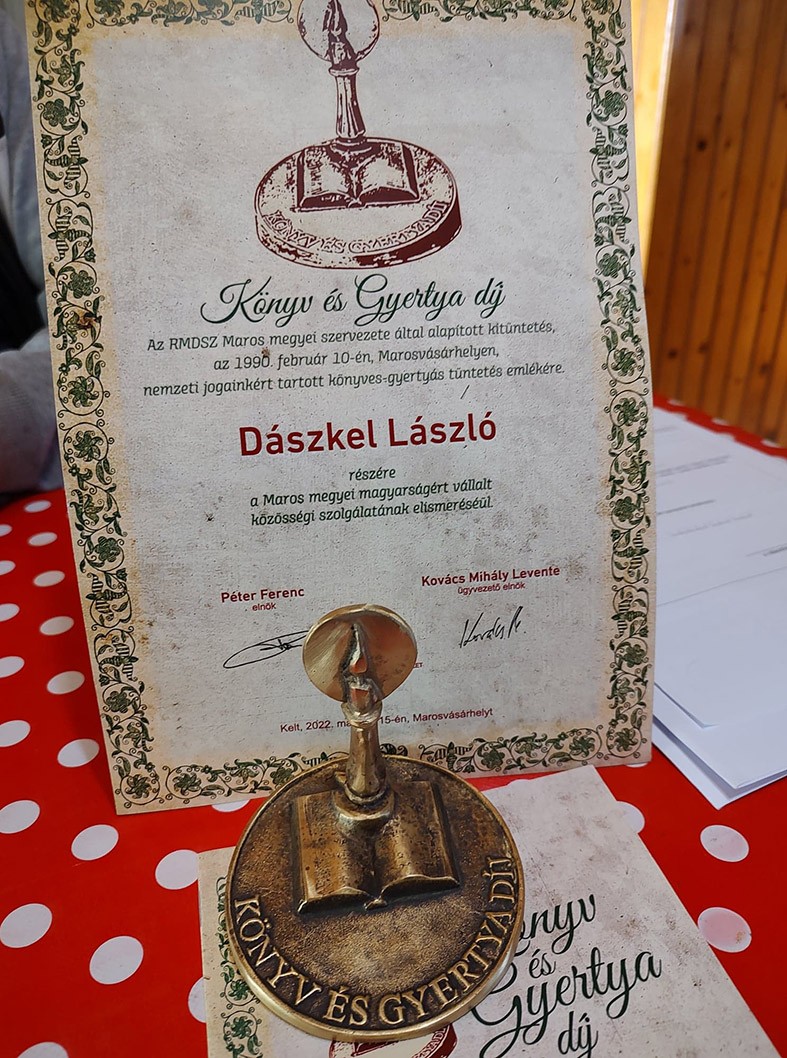 KÖNYV ÉS GYERTYA DÍJ
Könyv és Gyertya díj
Az RMDSZ Maros megyei szervezete által alapított kitüntetés,
az 1990. február 10-én, Marosvásárhelyen,
nemzeti jogainkért tartott könyves-gyertyás tüntetés emlékére.
Dászkel László
részére
a Maros megyei magyarságért vállalt
közösségi szolgálatának elismeréséül.
Péter Ferenc
elnök
Kovács Mihály Levente
ügyvezető elnök
Kelt, 2022. 15-én, Marosvásárhelyt
KÖNYV ÉS GYERTYA DÍJ
Könyv
és
Gyertya
díj